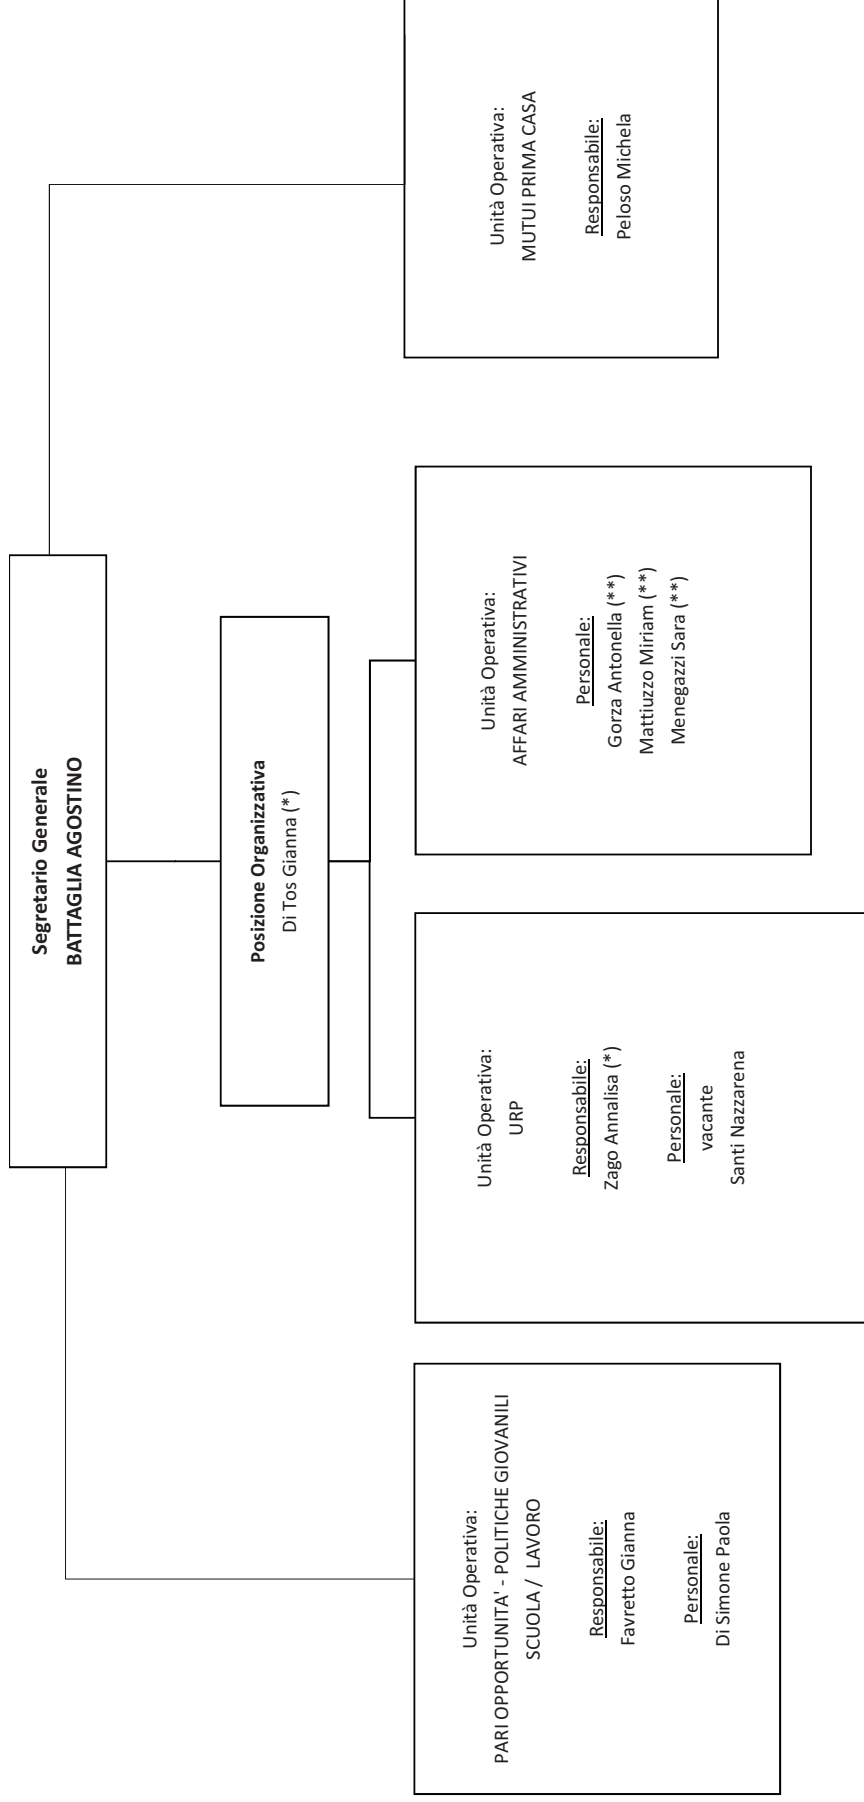 Segretario Generale
BATTAGLIA AGOSTINO
Posizione Organizzativa
Di Tos Gianna (*)
Unità Operativa:
PARI OPPORTUNITA' - POLITICHE GIOVANILI
SCUOLA / LAVORO
Responsabile:
Favretto Gianna
Personale:
Di Simone Paola
Unità Operativa:
URP
Responsabile:
Zago Annalisa (*)
Personale:
vacante
Santi Nazzarena
Unità Operativa:
AFFARI AMMINISTRATIVI
Personale:
Gorza Antonella (**)
Mattiuzzo Miriam (**)
Menegazzi Sara (**)
Unità Operativa:
MUTUI PRIMA CASA
Responsabile:
Peloso Michela